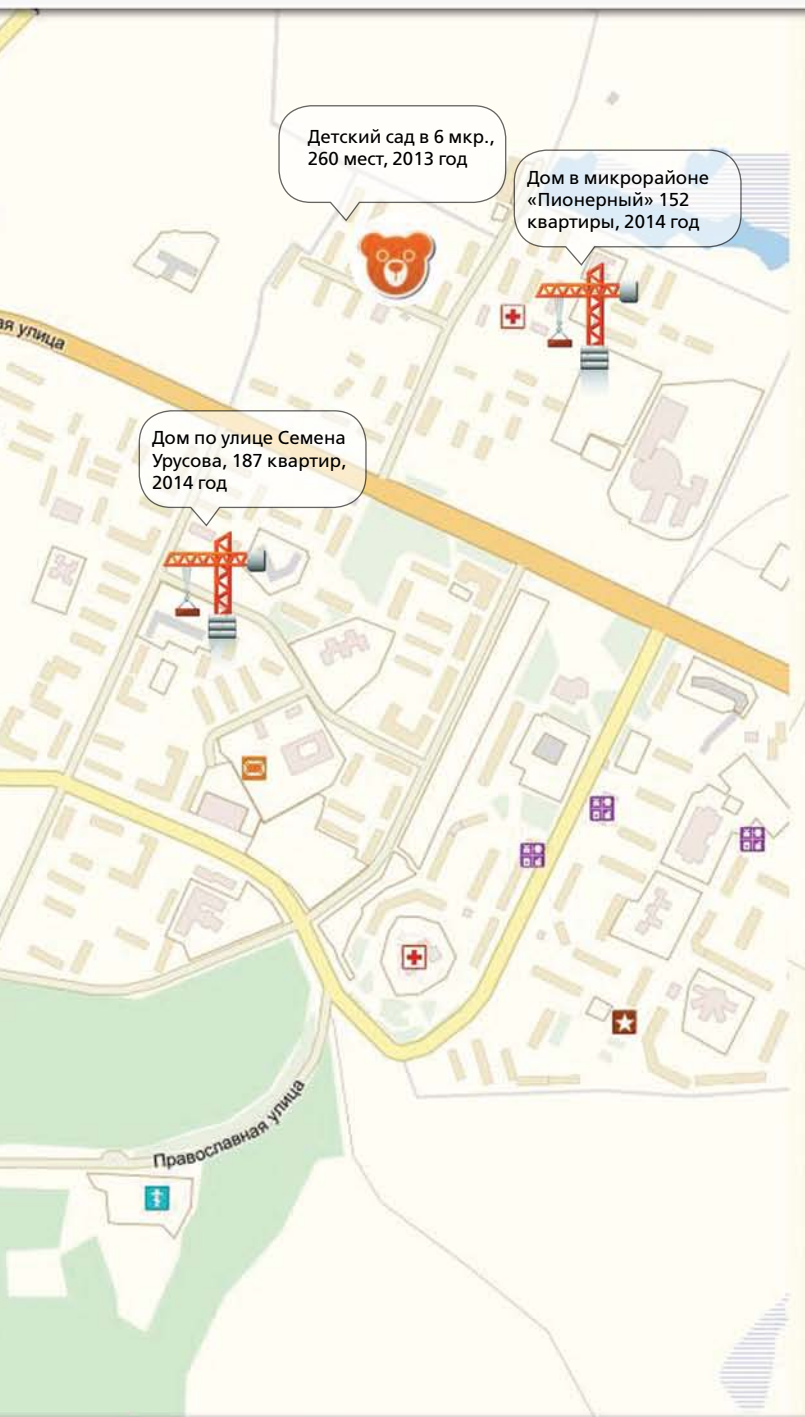 Детский сад в 6 мкр.,
260 мест, 2013 год
Дом в микрорайоне
«Пионерный» 152
квартиры, 2014 год
ая улица
Дом по улице Семена
Урусова, 187 квартир,
2014 год
Православная улица